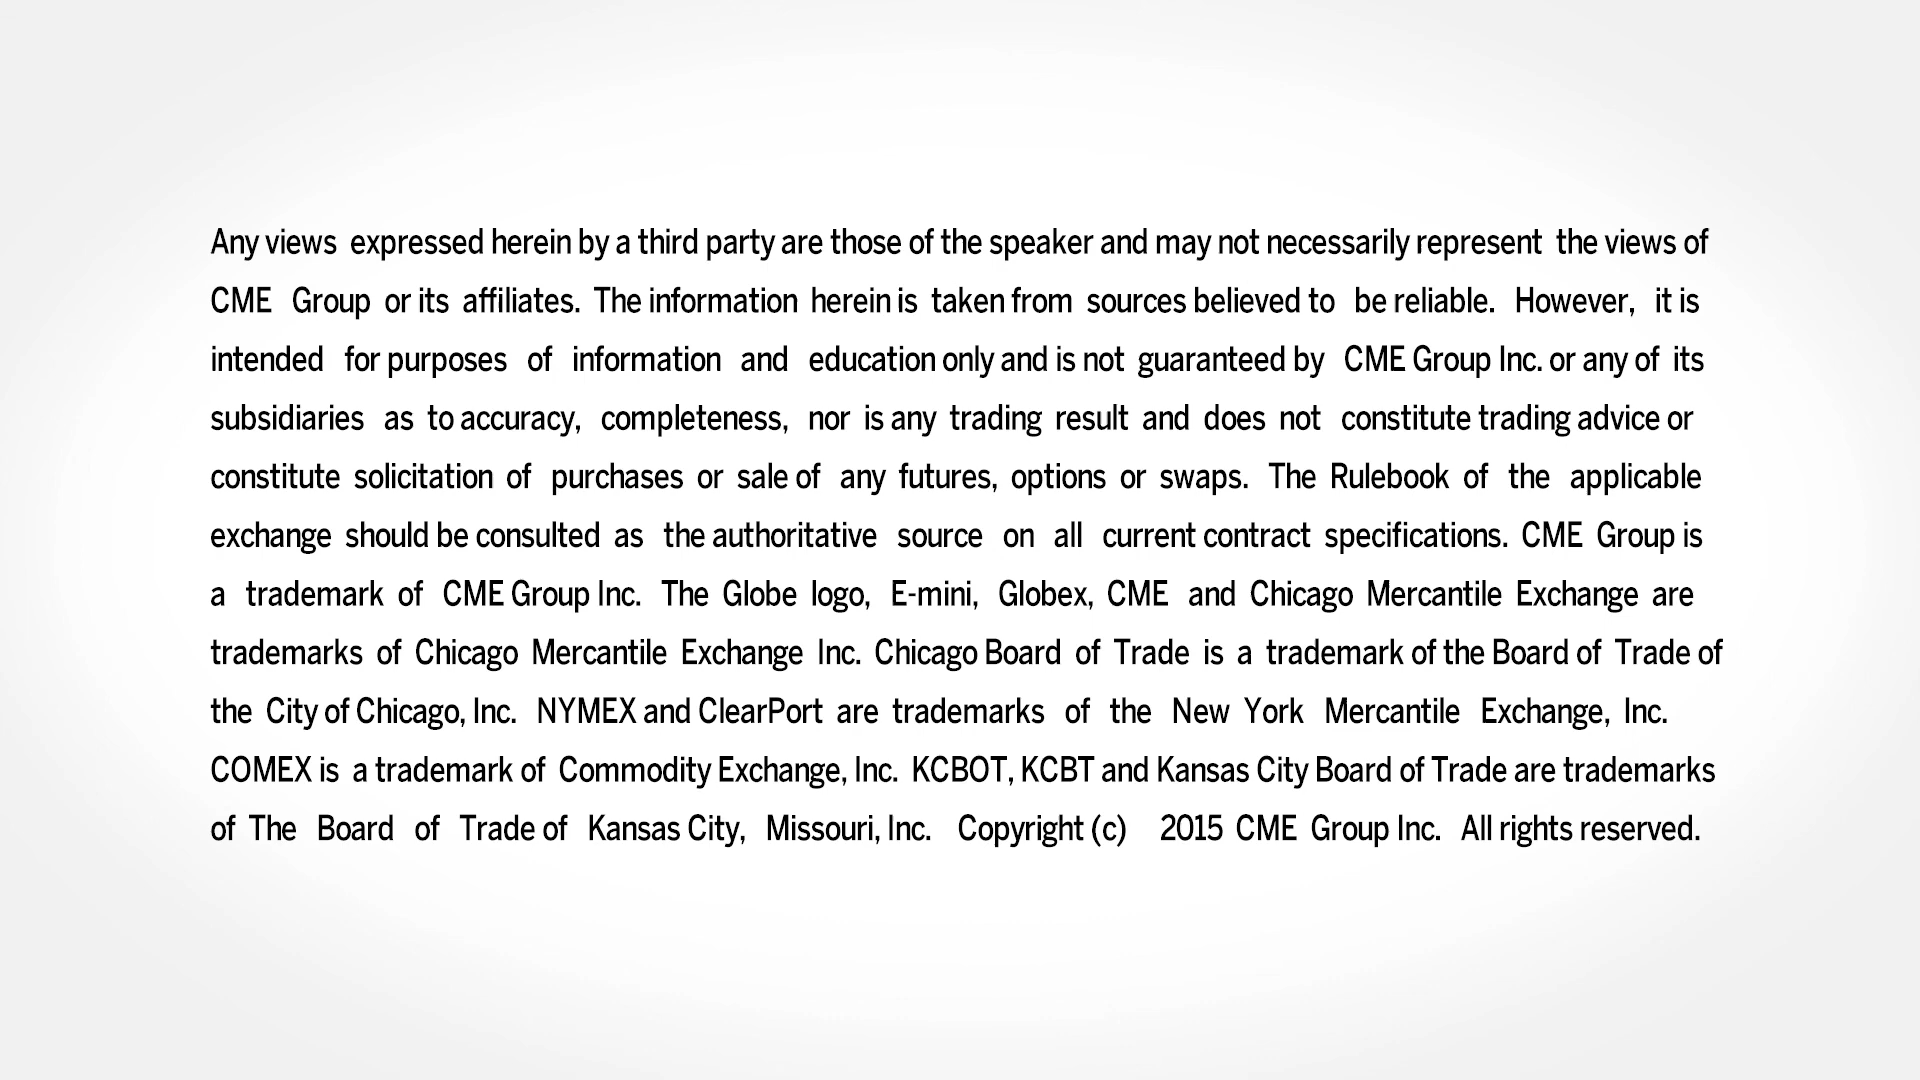 Any views expressed herein by a third party are those of the speaker and may not necessarily represent the views of
CME Group or its affiliates. The information herein is taken from sources believed to be reliable. However, it is
intended for purposes of information and education only and is not guaranteed by CME Group Inc. or any of its
subsidiaries as to accuracy, completeness, nor is any trading result and does not constitute trading advice or
constitute solicitation of purchases or sale of any futures, options or swaps. The Rulebook of the applicable
exchange should be consulted as the authoritative source on all current contract specifications. CME Group is
a trademark of CME Group Inc. The Globe logo, E-mini, Globex, CME and Chicago Mercantile Exchange are
trademarks of Chicago Mercantile Exchange Inc. Chicago Board of Trade is a trademark of the Board of Trade of
the City of Chicago, Inc. NYMEX and ClearPort are trademarks of the New York Mercantile Exchange, Inc.
COMEX is a trademark of Commodity Exchange, Inc. KCBOT, KCBT and Kansas City Board of Trade are trademarks
of The Board of Trade of Kansas City, Missouri, Inc. Copyright (c) 2015 CME Group Inc. All rights reserved.